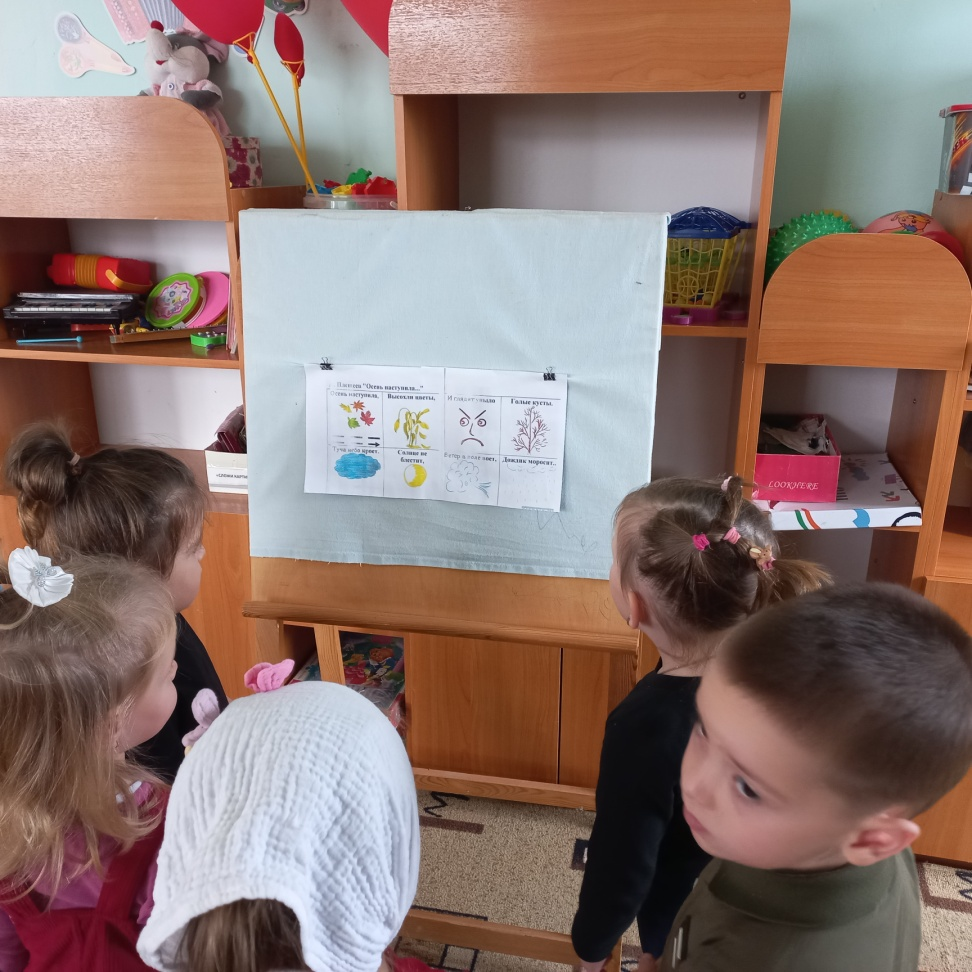 Плещеев "Осень наступила..."
Осень наступила,
Высохли цветы,
И глядят уныло
Голые кусты.
Туча небо кроет,
Солнце не
блестит,
Ветер в поле воет,
Дождик моросит..
LOOKHERE